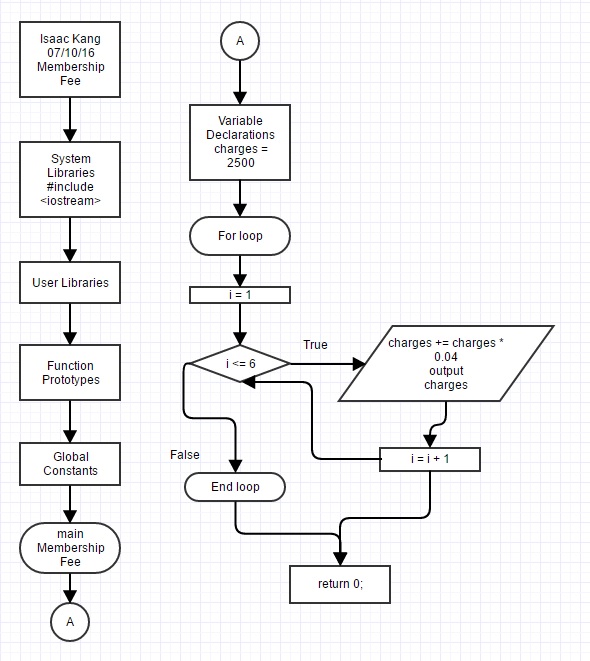 Isaac Kang
07/10/16
Membership
Fee
System
Libraries
#include
<iostream>
User Libraries
Function
Prototypes
Global
Constants
main
Membership
Fee
A
A
Variable
Declarations
charges =
2500
For loop
i = 1
i <= 6
True
charges += charges *
0.04
output
charges
i = i + 1
False
End loop
return 0;